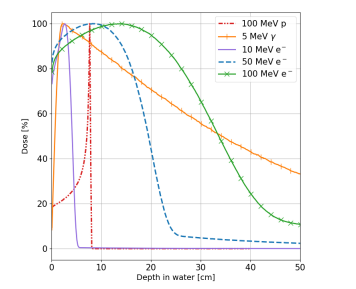 100
80
60
40
20
0
Dose [%]
100 MeV p
5 MeV γ
10 MeV e⁻
50 MeV e⁻
100 MeV e⁻
0 10 20 30 40 50
Depth in water [cm]